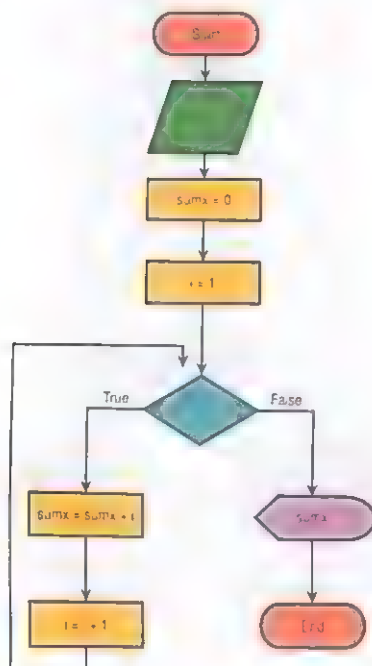 Start
sumx = 0
i = 1
True
False
sumx = sumx + i
sumx
i = + 1
End